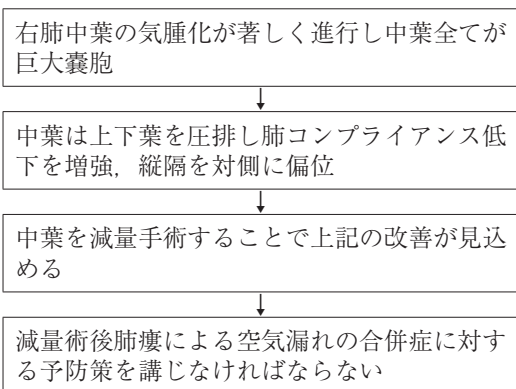 右肺中葉の気腫化が著しく進行し中葉全てが
巨大嚢胞
中葉は上下葉を圧排し肺コンプライアンス低
下を増強，縦隔を対側に偏位
中葉を減量手術することで上記の改善が見込
める
減量術後肺瘻による空気漏れの合併症に対す
る予防策を講じなければならない